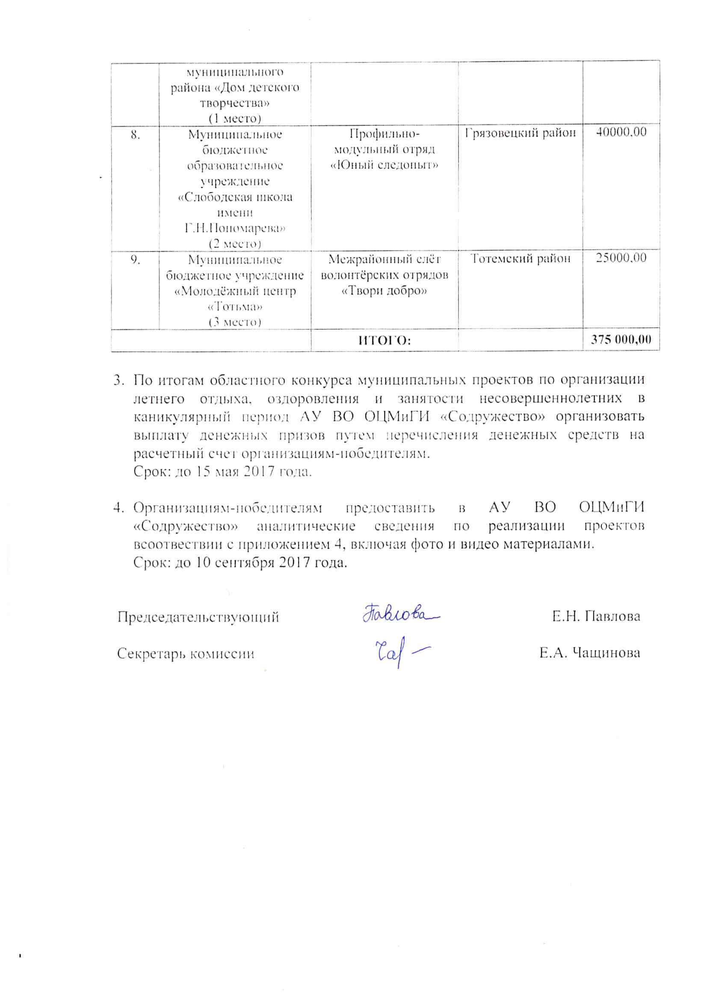 муниципального
района «Дом детского
творчества»
(1 место)
8.
Муниципальное
бюджетное
образовательное
учреждение
«Слободская школа
имени
Г.Н.Пономарева»
(2 место)
Профильно-
модульный отряд
«Юный следопыт»
Грязовецкий район
40000.00
9.
Муниципальное
бюджетное учреждение
«Молодёжный центр
«Тотьма»
(3 место)
Межрайонный слёт
волонтёрских отрядов
«Твори добро»
Тотемский район
25000.00
ИТОГО:
375 000,00
3. По итогам областного конкурса муниципальных проектов по организации
летнего отдыха, оздоровления и занятости несовершеннолетних в
каникулярный период АУ ВО ОЦМиГИ «Содружество» организовать
выплату денежных призов путем перечисления денежных средств на
расчетный счет организациям-победителям.
Срок: до 15 мая 2017 года.
4. Организациям-победителям предоставить в АУ ВО ОЦМиГИ
«Содружество» аналитические сведения по реализации проектов
всоотвествии с приложением 4, включая фото и видео материалами.
Срок: до 10 сентября 2017 года.
Председательствующий Павлова Е.Н. Павлова
Секретарь комиссии Е.А. Чащинова